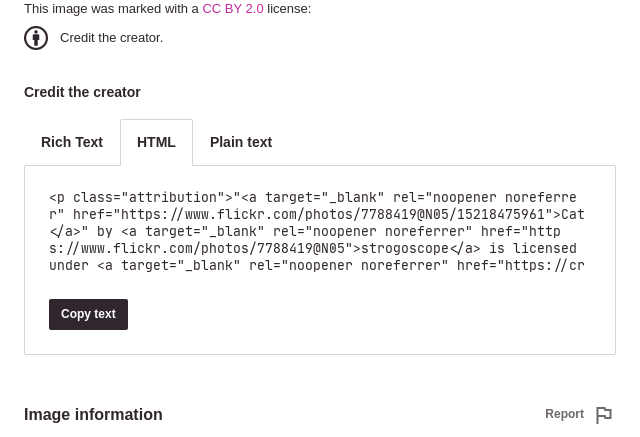 This image was marked with a CC BY 2.0 license:
Credit the creator.
Credit the creator
Rich Text HTML Plain text
<p class="attribution">"<a target="_blank" rel="noopener noreferre
r" href="https://www.flickr.com/photos/7788419@N05/15218475961">Cat
</a>" by <a target="_blank" rel="noopener noreferrer" href="http
s://www.flickr.com/photos/7788419@N05">strogoscope</a> is licensed
under <a target="_blank" rel="noopener noreferrer" href="https://cr
Copy text
Image information
Report